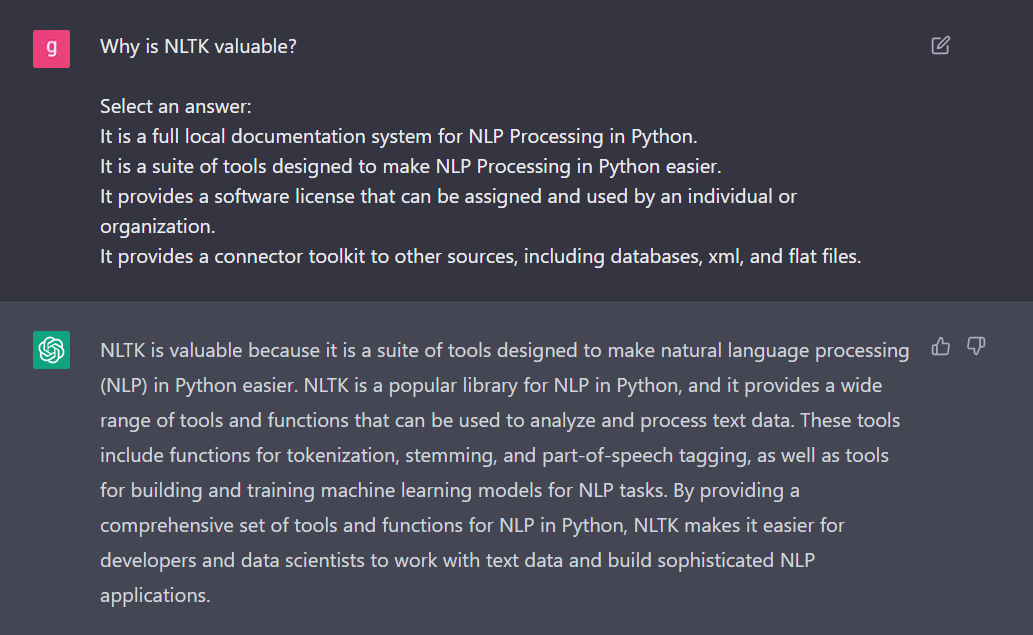 g
Why is NLTK valuable?
Select an answer:
It is a full local documentation system for NLP Processing in Python.
It is a suite of tools designed to make NLP Processing in Python easier.
It provides a software license that can be assigned and used by an individual or
organization.
It provides a connector toolkit to other sources, including databases, xml, and flat files.
NLTK is valuable because it is a suite of tools designed to make natural language processing
(NLP) in Python easier. NLTK is a popular library for NLP in Python, and it provides a wide
range of tools and functions that can be used to analyze and process text data. These tools
include functions for tokenization, stemming, and part-of-speech tagging, as well as tools
for building and training machine learning models for NLP tasks. By providing a
comprehensive set of tools and functions for NLP in Python, NLTK makes it easier for
developers and data scientists to work with text data and build sophisticated NLP
applications.